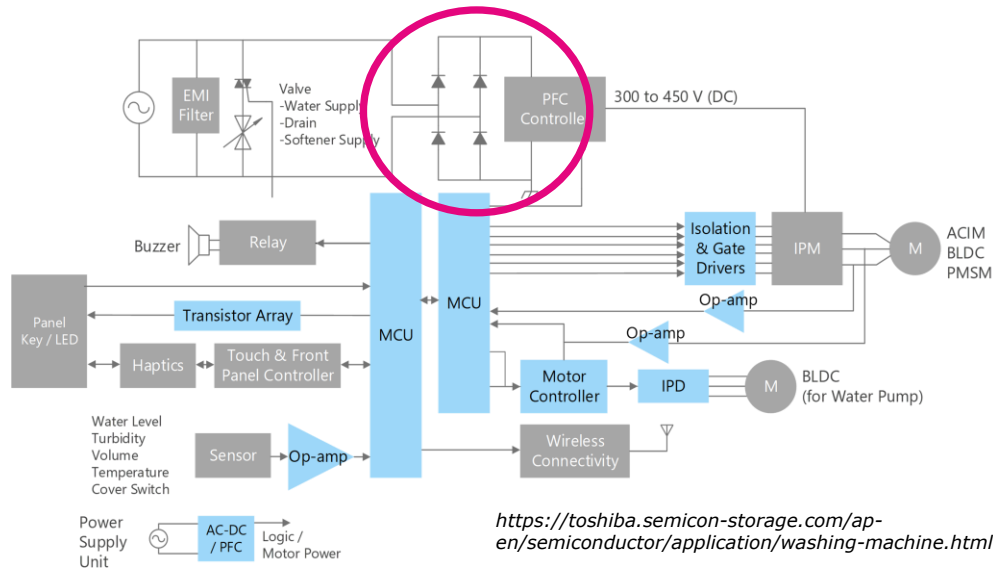 EMI
Filter
Valve
-Water Supply
-Drain
-Softener Supply
PFC
Controlle
300 to 450 V (DC)
Buzzer
Relay
Isolation
& Gate
Drivers
IPM
M
ACIM
BLDC
PMSM
MCU
MCU
Op-amp
Op-amp
Panel
Key / LED
Transistor Array
Haptics
Touch & Front
Panel Controller
Motor
Controller
IPD
M
BLDC
(for Water Pump)
Water Level
Turbidity
Volume
Temperature
Cover Switch
Sensor
Op-amp
Wireless
Connectivity
Power
Supply
Unit
AC-DC
/ PFC
Logic /
Motor Power
https://toshiba.semicon-storage.com/ap-
en/semiconductor/application/washing-machine.html